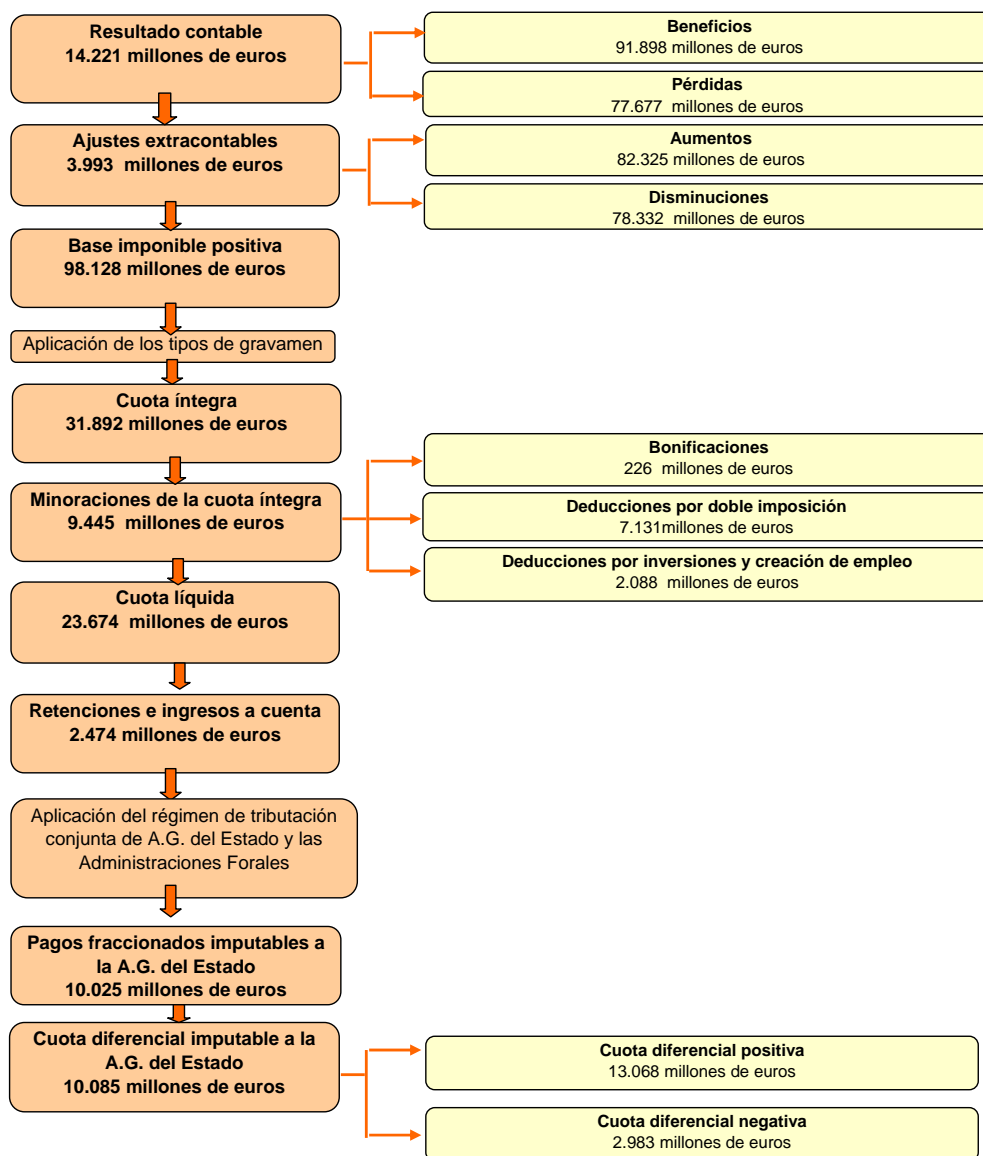 Resultado contable
14.221 millones de euros
Beneficios
91.898 millones de euros
Pérdidas
77.677 millones de euros
Ajustes extracontables
3.993 millones de euros
Aumentos
82.325 millones de euros
Disminuciones
78.332 millones de euros
Base imponible positiva
98.128 millones de euros
Aplicación de los tipos de gravamen
Cuota íntegra
31.892 millones de euros
Minoraciones de la cuota íntegra
9.445 millones de euros
Bonificaciones
226 millones de euros
Deducciones por doble imposición
7.131millones de euros
Deducciones por inversiones y creación de empleo
2.088 millones de euros
Cuota líquida
23.674 millones de euros
Retenciones e ingresos a cuenta
2.474 millones de euros
Aplicación del régimen de tributación
conjunta de A.G. del Estado y las
Administraciones Forales
Pagos fraccionados imputables a
la A.G. del Estado
10.025 millones de euros
Cuota diferencial imputable a la
A.G. del Estado
10.085 millones de euros
Cuota diferencial positiva
13.068 millones de euros
Cuota diferencial negativa
2.983 millones de euros